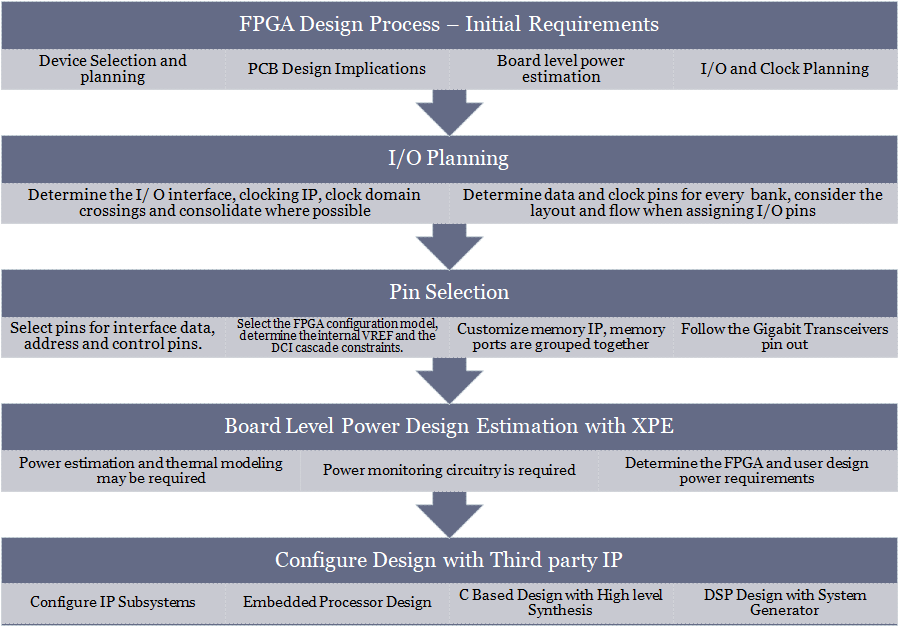 FPGA Design Process – Initial Requirements
Device Selection and
planning
PCB Design Implications
Board level power
estimation
I/O and Clock Planning
I/O Planning
Determine the I/ O interface, clocking IP, clock domain
crossings and consolidate where possible
Determine data and clock pins for every bank, consider the
layout and flow when assigning I/O pins
Pin Selection
Select pins for interface data,
address and control pins.
Select the FPGA configuration model,
determine the internal VREF and the
DCI cascade constraints.
Customize memory IP, memory
ports are grouped together
Follow the Gigabit Transceivers
pin out
Board Level Power Design Estimation with XPE
Power estimation and thermal modeling
may be required
Power monitoring circuitry is required
Determine the FPGA and user design
power requirements
Configure Design with Third party IP
Configure IP Subsystems
Embedded Processor Design
C Based Design with High level
Synthesis
DSP Design with System
Generator